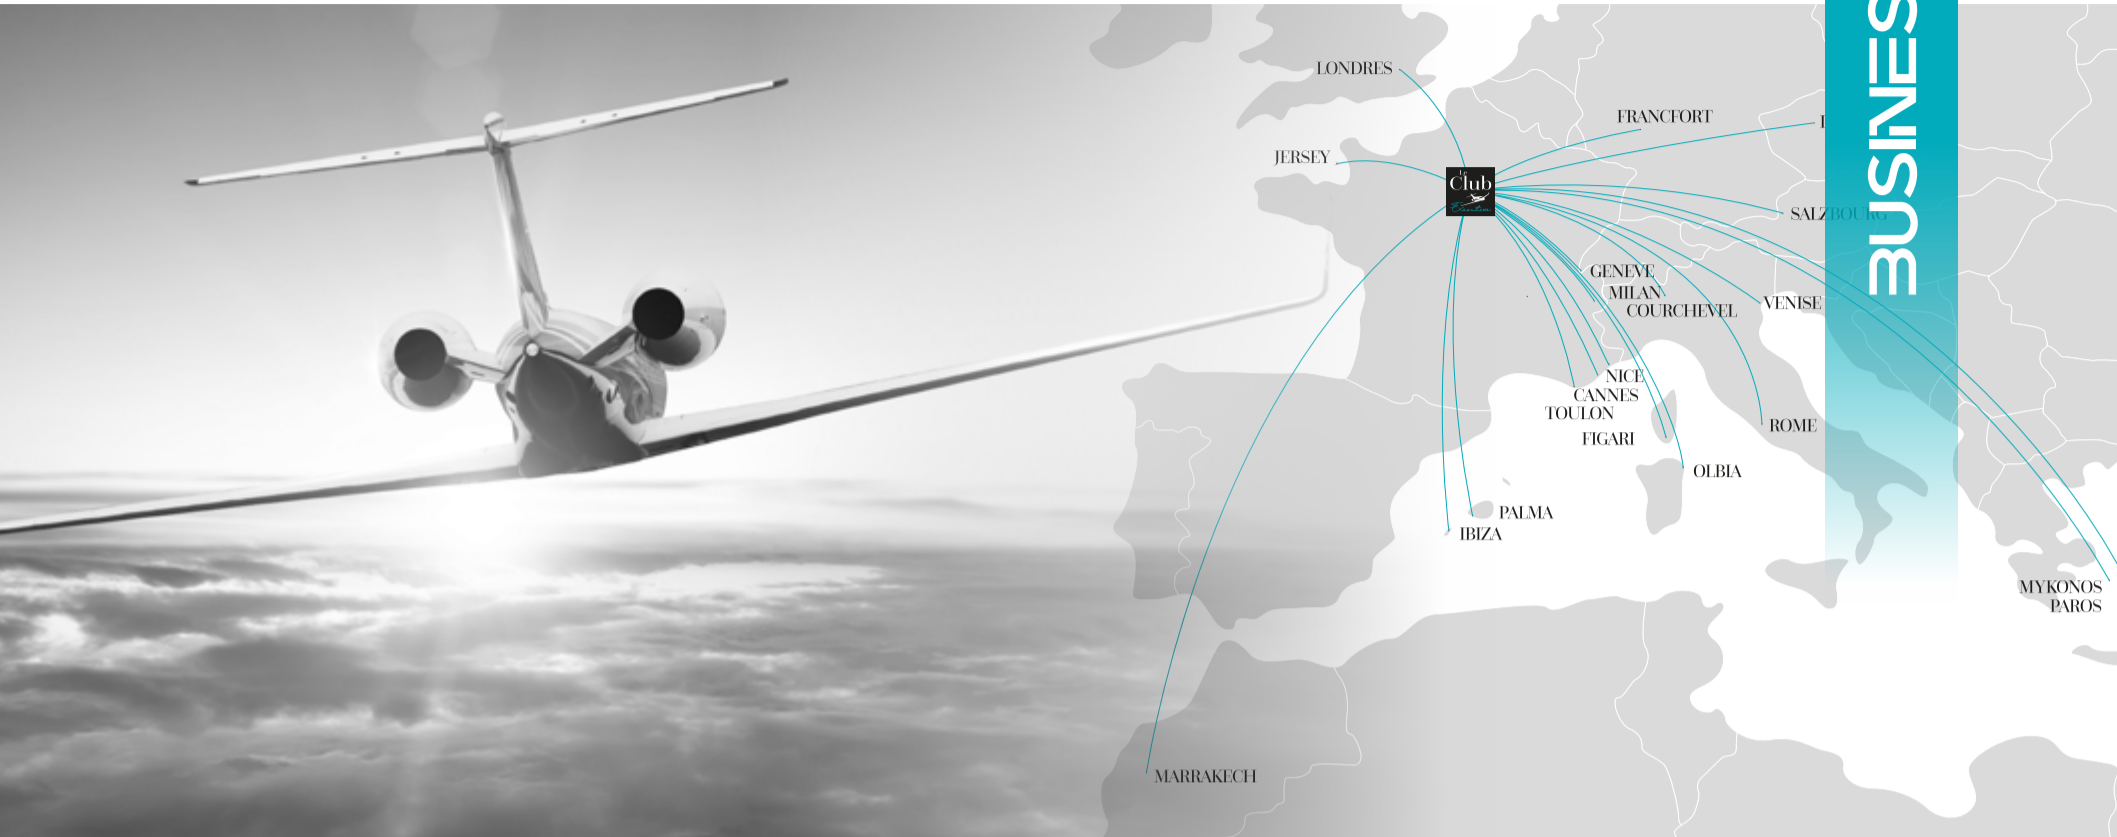 LONDRES
FRANCFORT
JERSEY
Le
Club
SALZBOURG
GENEVE
MILAN
COURCHEVEL
VENISE
NICE
CANNES
TOULON
FIGARI
ROME
OLBIA
PALMA
IBIZA
MYKONOS
PAROS
MARRAKECH
BUSINES